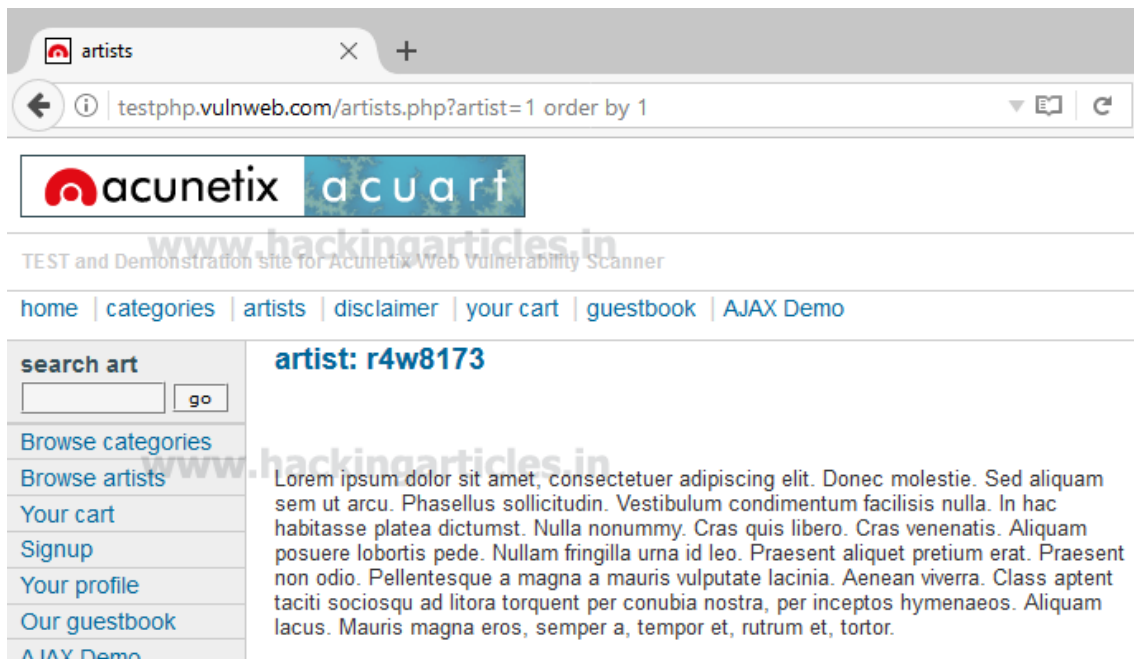 artists
testphp.vulnweb.com/artists.php?artist=1 order by 1
acunetix acuart
www.hackingarticles.in
TEST and Demonstration site for Acunetix Web Vulnerability Scanner
home | categories | artists | disclaimer | your cart | guestbook | AJAX Demo
search art
go
Browse categories
Browse artists
Your cart
Signup
Your profile
Our guestbook
AJAX Demo
artist: r4w8173
www.hackingarticles.in
Lorem ipsum dolor sit amet, consectetuer adipiscing elit. Donec molestie. Sed aliquam
sem ut arcu. Phasellus sollicitudin. Vestibulum condimentum facilisis nulla. In hac
habitasse platea dictumst. Nulla nonummy. Cras quis libero. Cras venenatis. Aliquam
posuere lobortis pede. Nullam fringilla urna id leo. Praesent aliquet pretium erat. Praesent
non odio. Pellentesque a magna a mauris vulputate lacinia. Aenean viverra. Class aptent
taciti sociosqu ad litora torquent per conubia nostra, per inceptos hymenaeos. Aliquam
lacus. Mauris magna eros, semper a, tempor et, rutrum et, tortor.